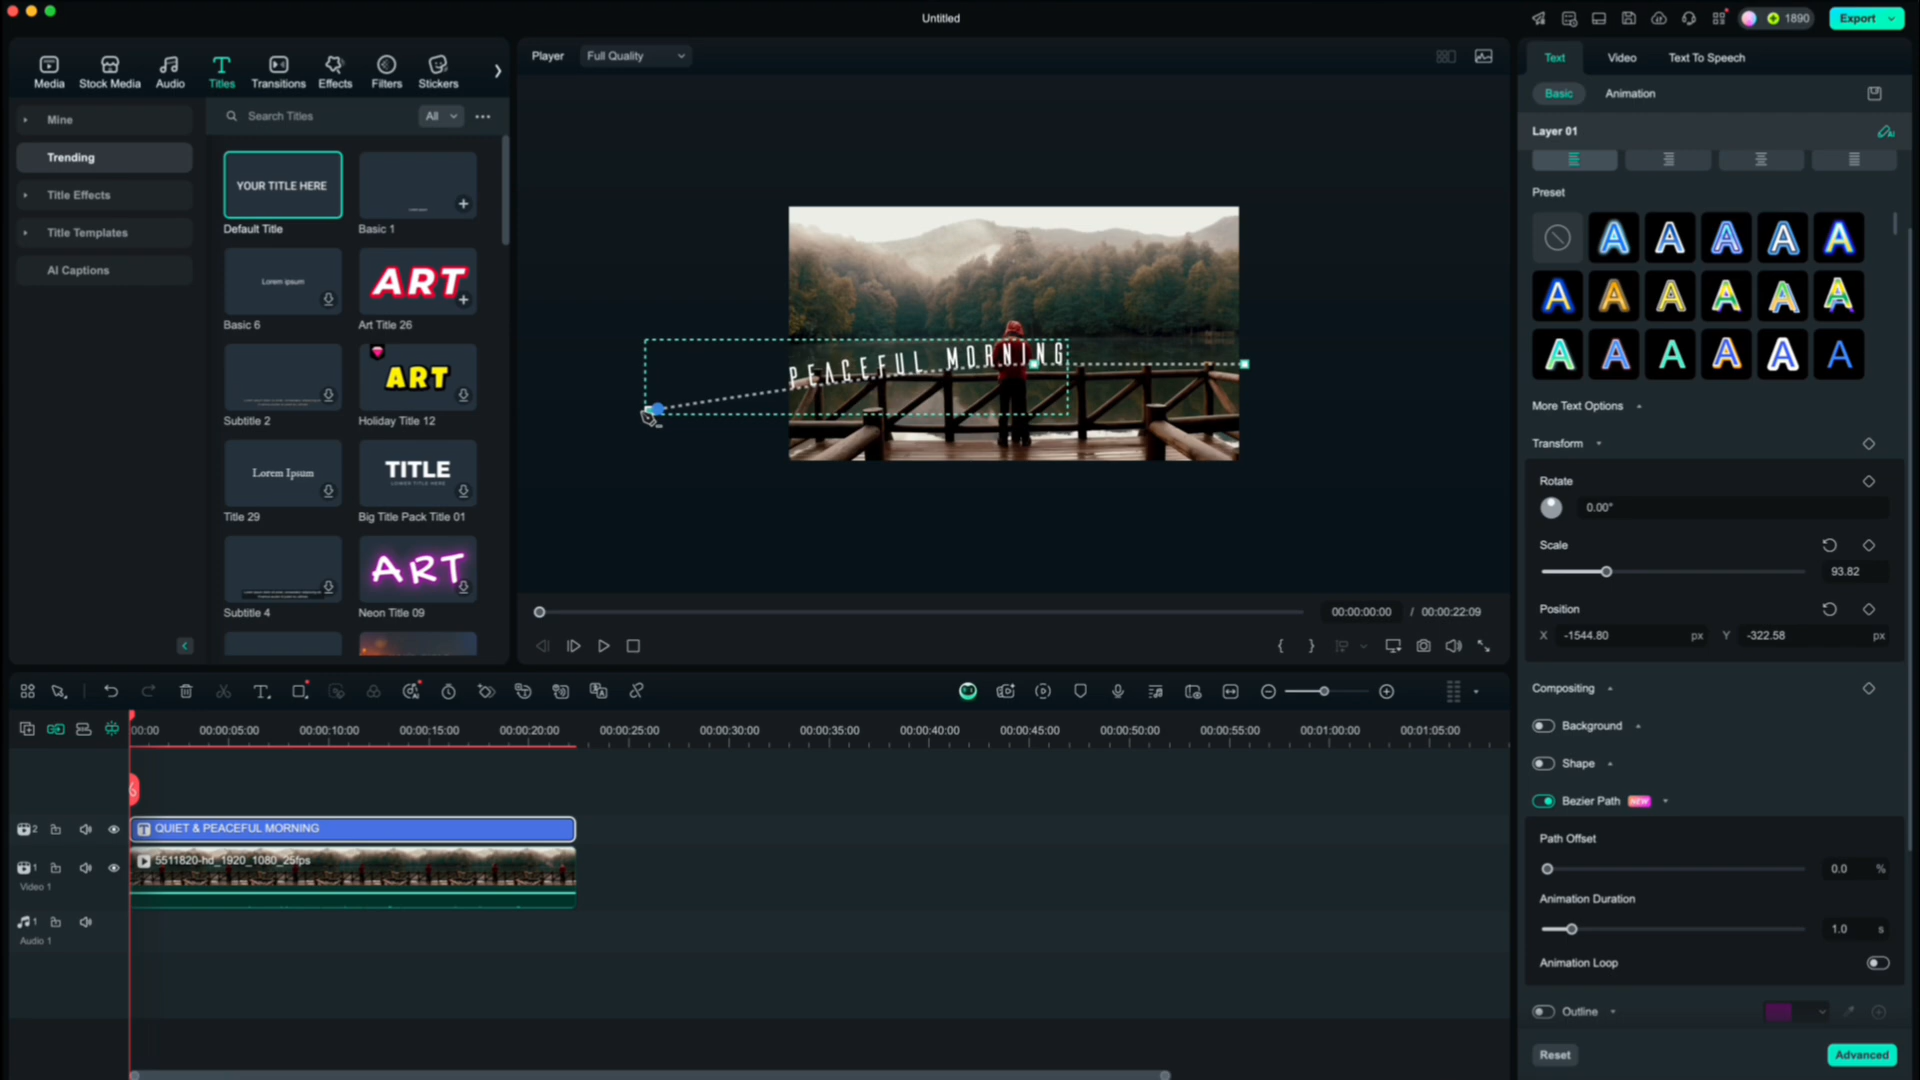 Untitled
1890
Export
Media
Stock Media
Audio
Titles
Transitions
Effects
Filters
Stickers
Mine
Trending
Title Effects
Title Templates
AI Captions
Search Titles
All
YOUR TITLE HERE
Default Title
Basic 1
Lorem ipsum
Basic 6
ART
Art Title 26
Subtitle 2
ART
Holiday Title 12
Lorem Ipsum
Title 29
TITLE
LOWER TITLE HERE
Big Title Pack Title 01
Subtitle 4
ART
Neon Title 09
Player
Full Quality
PEACEFUL MORNING
00:00:00:00 / 00:00:22:09
Text
Video
Text To Speech
Basic
Animation
Layer 01
Preset
A A A A A
A A A A A A
A A A A A A
More Text Options
Transform
Rotate
0.00°
Scale
93.82
Position
X -1544.80 px Y -322.58 px
Compositing
Background
Shape
Bezier Path NEW
Path Offset
0.0 %
Animation Duration
1.0 s
Animation Loop
Outline
Reset
Advanced
00:00 00:00:05:00 00:00:10:00 00:00:15:00 00:00:20:00 00:00:25:00 00:00:30:00 00:00:35:00 00:00:40:00 00:00:45:00 00:00:50:00 00:00:55:00 00:01:00:00 00:01:05:00
2
T QUIET & PEACEFUL MORNING
1
5511820-hd_1920_1080_25fps
Video 1
1
Audio 1